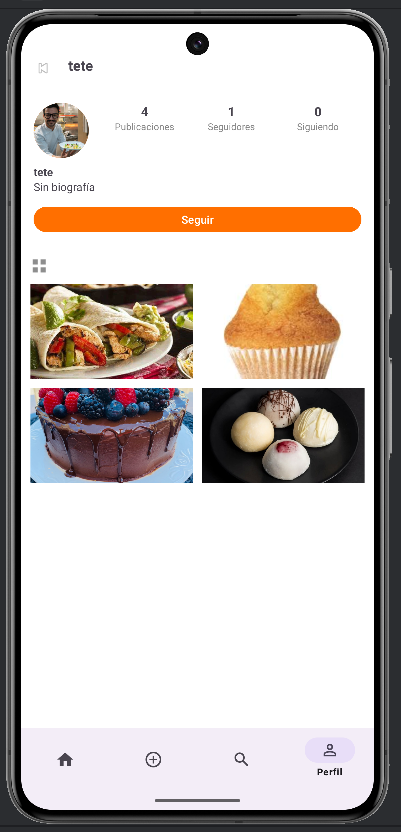 tete
4 1 0
Publicaciones Seguidores Siguiendo
tete
Sin biografía
Seguir
Perfil